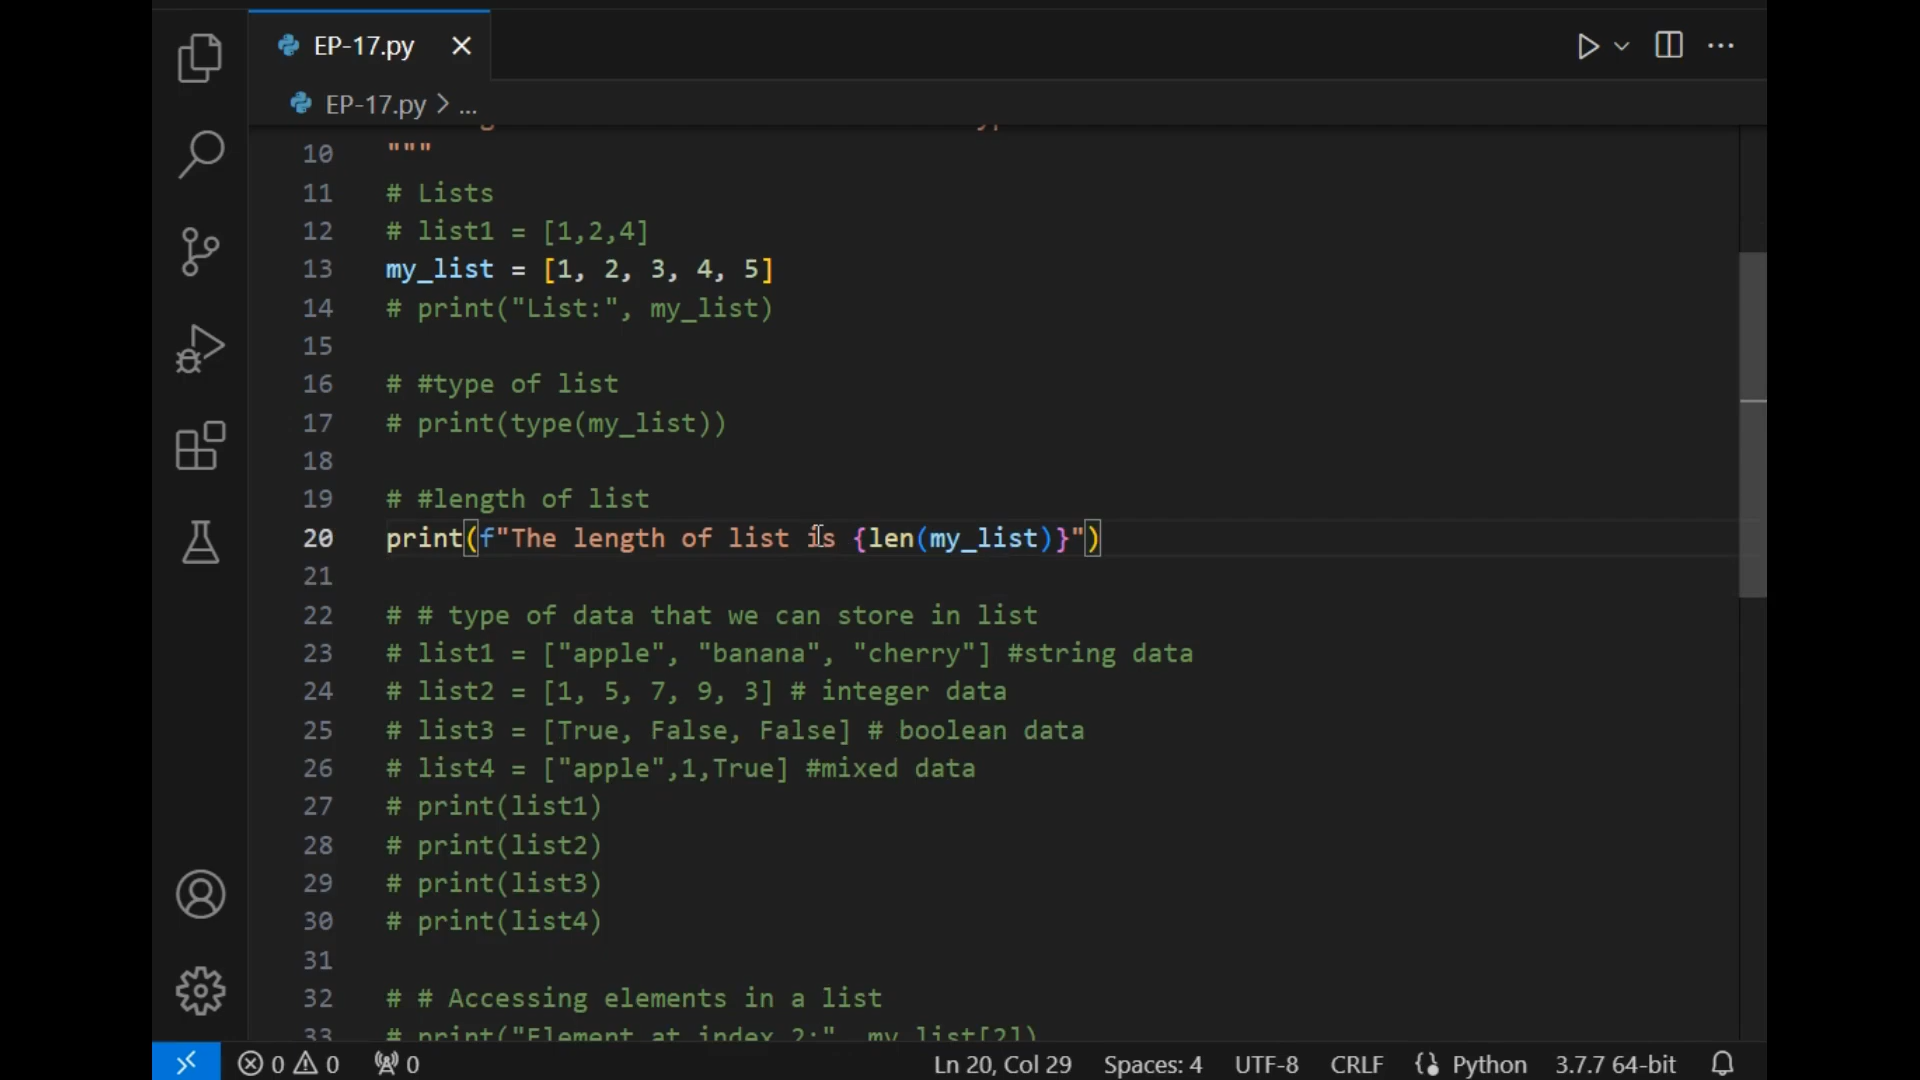 EP-17.py
EP-17.py > ...
10 """
11 # Lists
12 # list1 = [1,2,4]
13 my_list = [1, 2, 3, 4, 5]
14 # print("List:", my_list)
15
16 # #type of list
17 # print(type(my_list))
18
19 # #length of list
20 print(f"The length of list is {len(my_list)}")
21
22 # # type of data that we can store in list
23 # list1 = ["apple", "banana", "cherry"] #string data
24 # list2 = [1, 5, 7, 9, 3] # integer data
25 # list3 = [True, False, False] # boolean data
26 # list4 = ["apple",1,True] #mixed data
27 # print(list1)
28 # print(list2)
29 # print(list3)
30 # print(list4)
31
32 # # Accessing elements in a list
33 # print("Element at index 2:", my_list[2])
0 0 0 Ln 20, Col 29 Spaces: 4 UTF-8 CRLF Python 3.7.7 64-bit